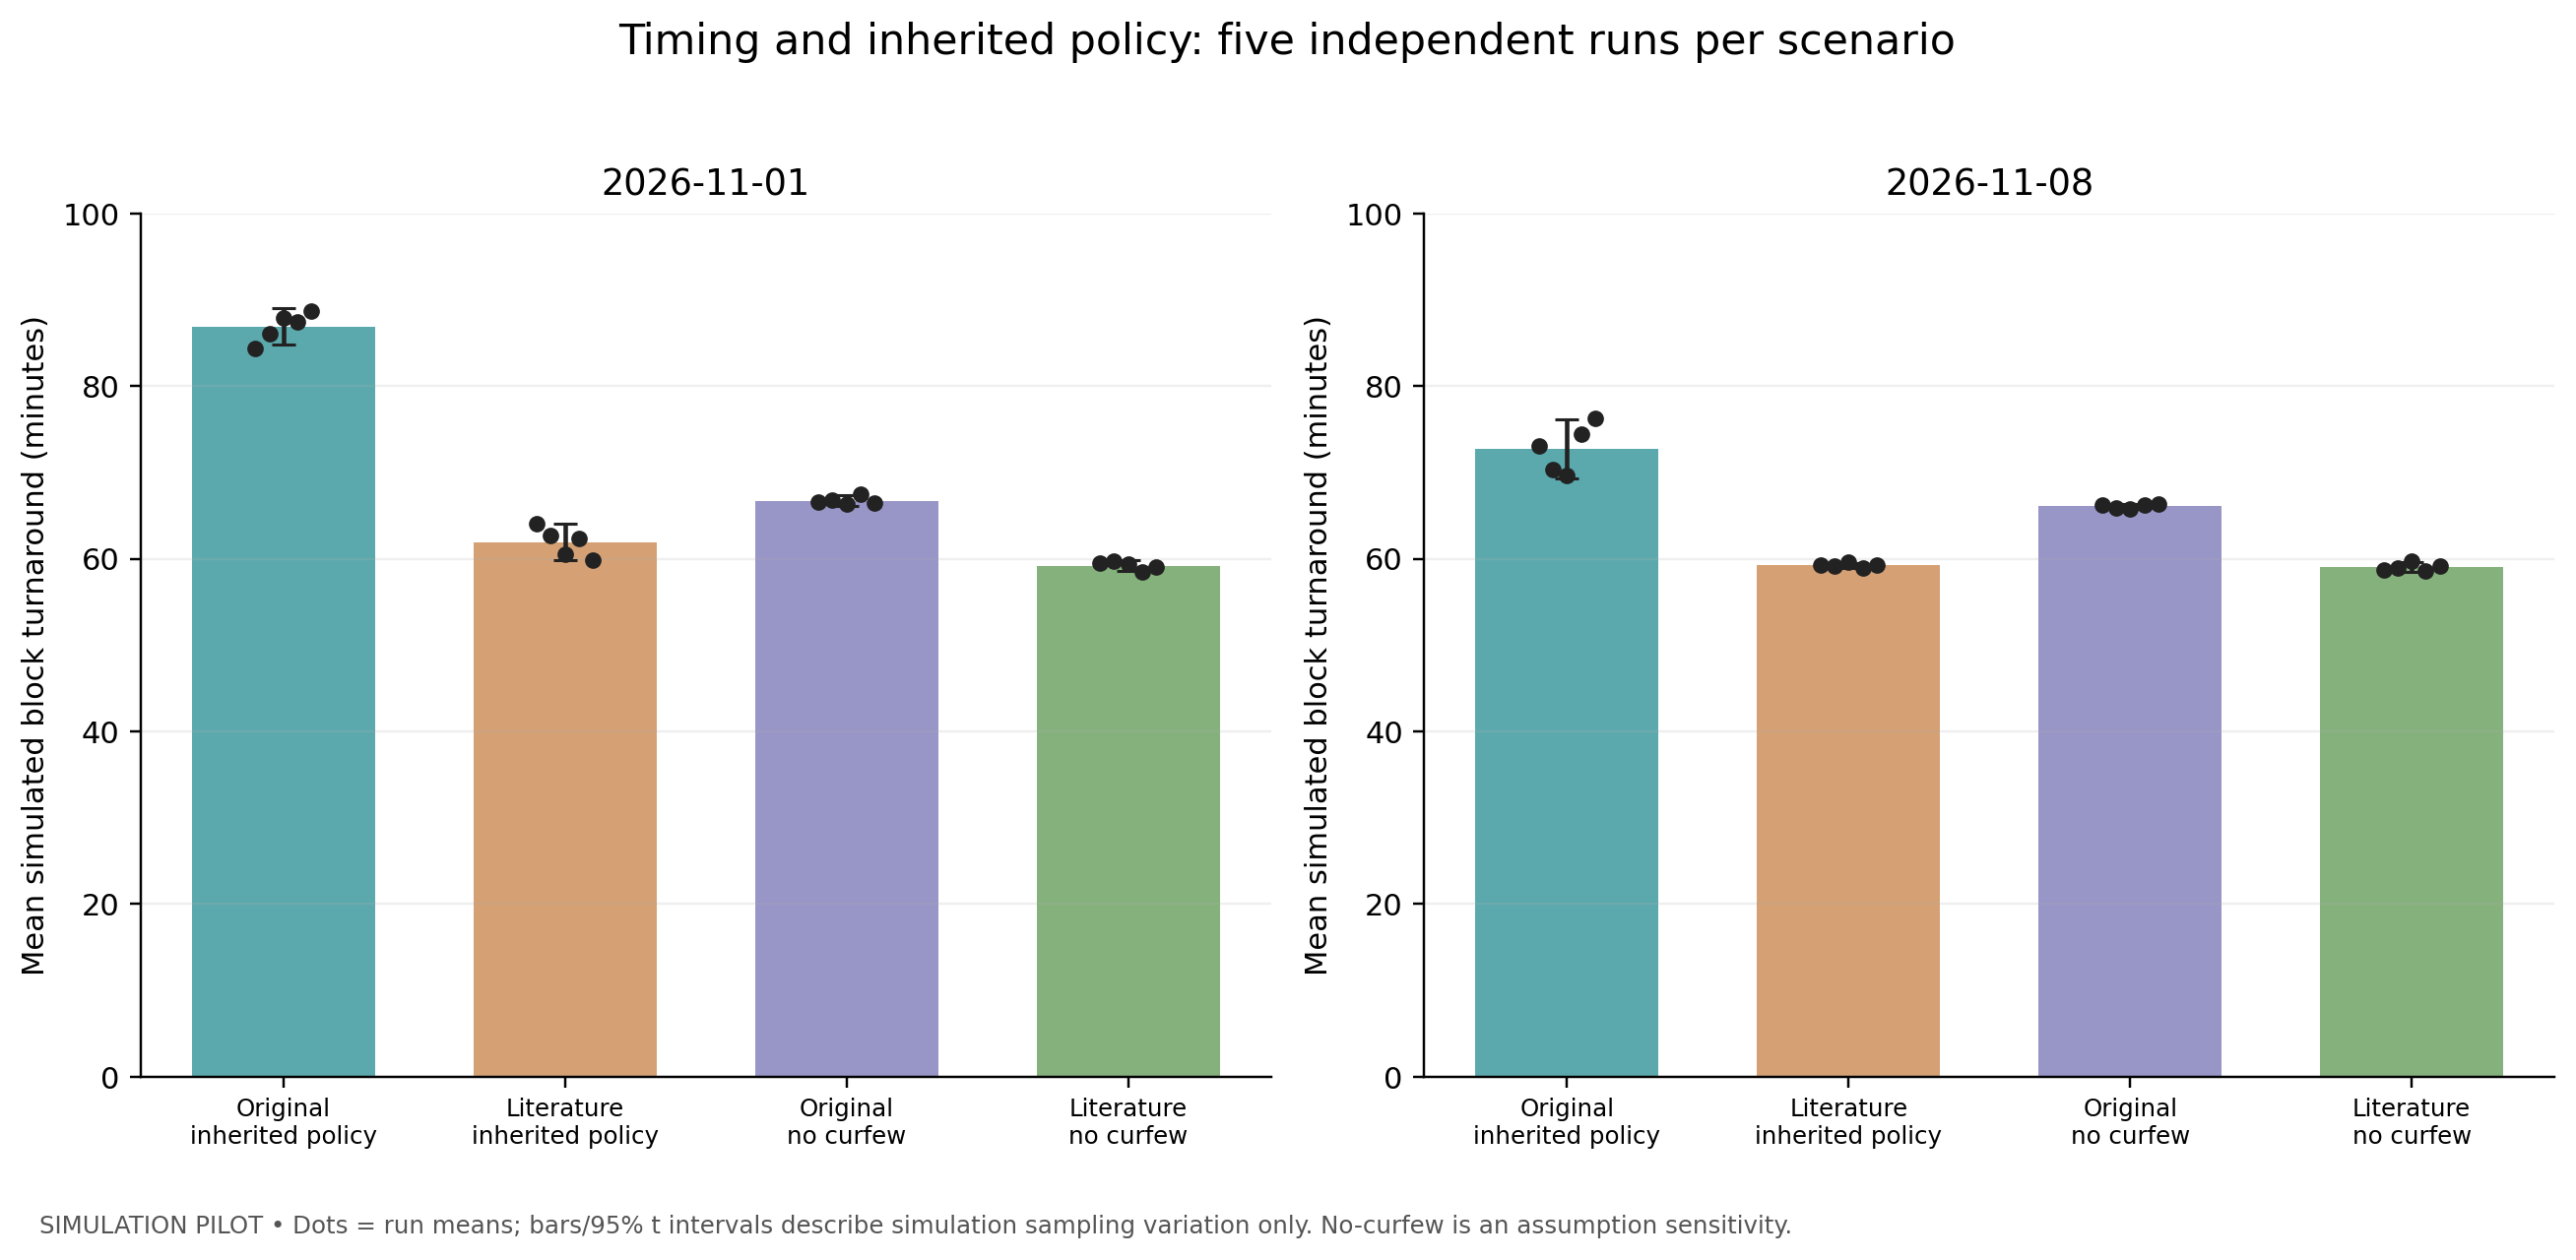 Timing and inherited policy: five independent runs per scenario
2026-11-01
Mean simulated block turnaround (minutes)
100
80
60
40
20
0
Original
inherited policy
Literature
inherited policy
Original
no curfew
Literature
no curfew
2026-11-08
Mean simulated block turnaround (minutes)
100
80
60
40
20
0
Original
inherited policy
Literature
inherited policy
Original
no curfew
Literature
no curfew
SIMULATION PILOT • Dots = run means; bars/95% t intervals describe simulation sampling variation only. No-curfew is an assumption sensitivity.